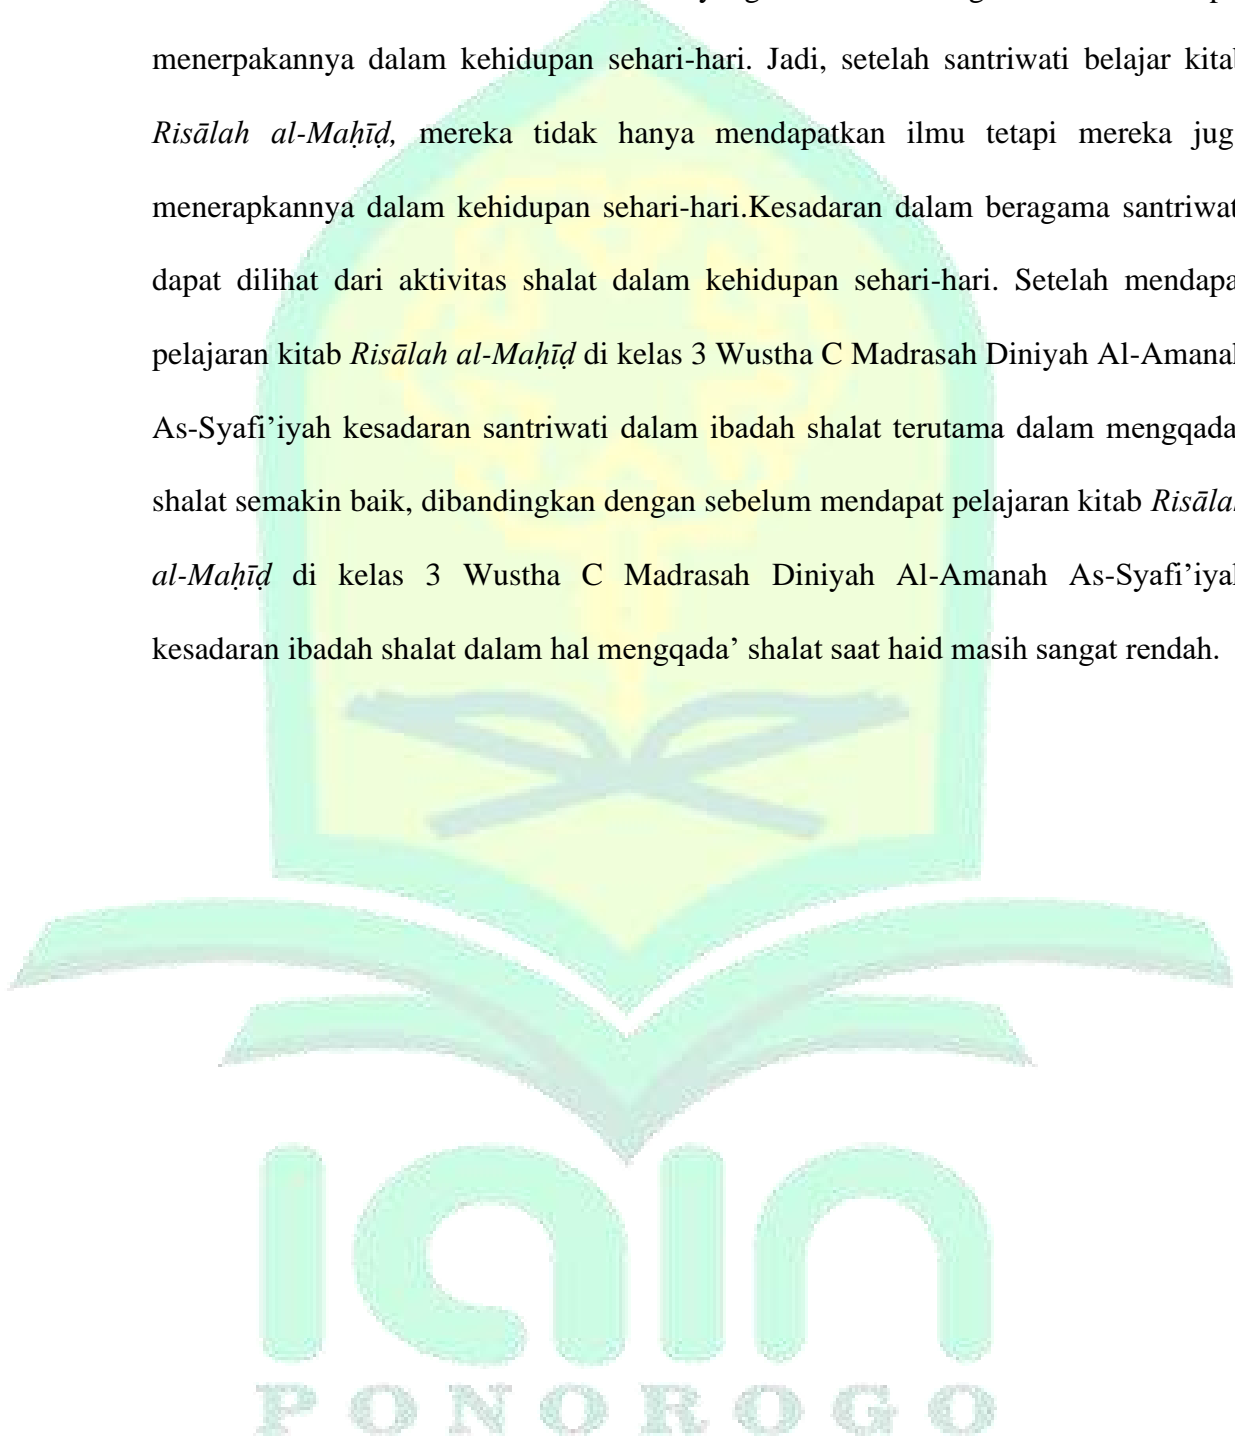 menerpakannya dalam kehidupan sehari-hari. Jadi, setelah santriwati belajar
Risālah al-Maḥīḍ, mereka tidak hanya mendapatkan ilmu tetapi mereka
menerapkannya dalam kehidupan sehari-hari.Kesadaran dalam beragama
dapat dilihat dari aktivitas shalat dalam kehidupan sehari-hari. Setelah
pelajaran kitab Risālah al-Maḥīḍ di kelas 3 Wustha C Madrasah Diniyah
As-Syafi’iyah kesadaran santriwati dalam ibadah shalat terutama dalam
shalat semakin baik, dibandingkan dengan sebelum mendapat pelajaran kitab
al-Maḥīḍ di kelas 3 Wustha C Madrasah Diniyah Al-Amanah
kesadaran ibadah shalat dalam hal mengqada’ shalat saat haid masih sangat rendah.
iain
PONOROGO